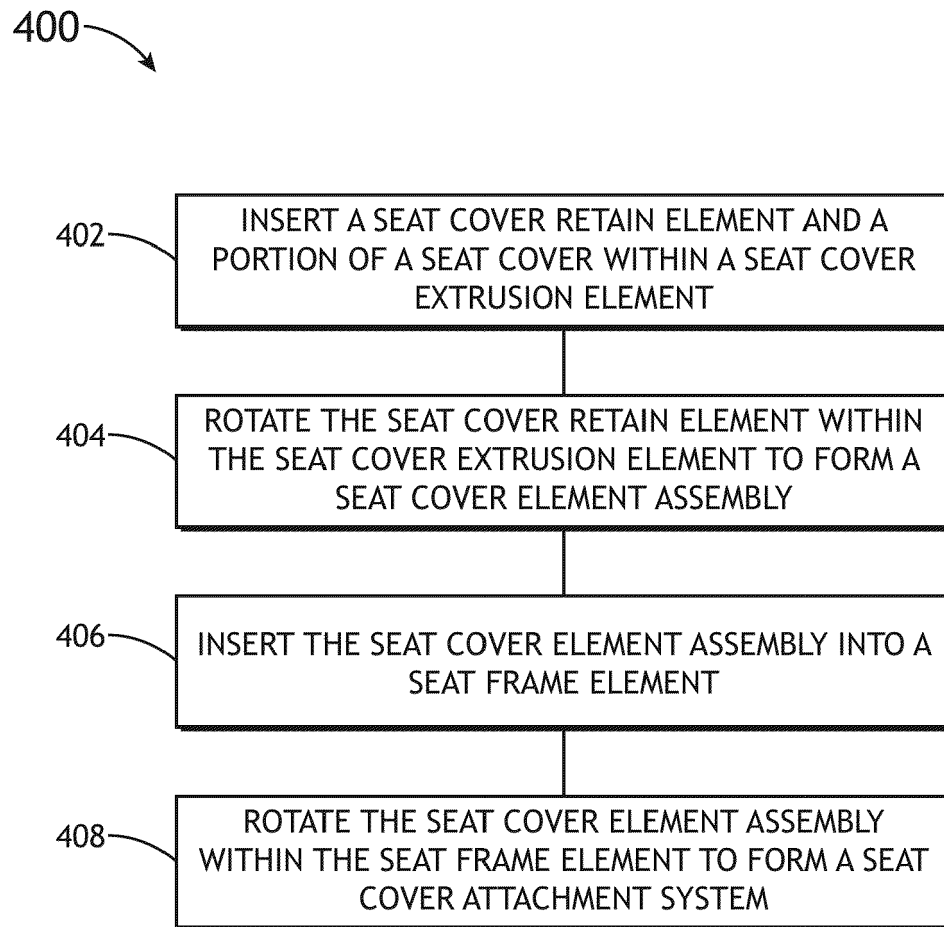 400
402
INSERT A SEAT COVER RETAIN ELEMENT AND A
PORTION OF A SEAT COVER WITHIN A SEAT COVER
EXTRUSION ELEMENT
404
ROTATE THE SEAT COVER RETAIN ELEMENT WITHIN
THE SEAT COVER EXTRUSION ELEMENT TO FORM A
SEAT COVER ELEMENT ASSEMBLY
406
INSERT THE SEAT COVER ELEMENT ASSEMBLY INTO A
SEAT FRAME ELEMENT
408
ROTATE THE SEAT COVER ELEMENT ASSEMBLY
WITHIN THE SEAT FRAME ELEMENT TO FORM A SEAT
COVER ATTACHMENT SYSTEM